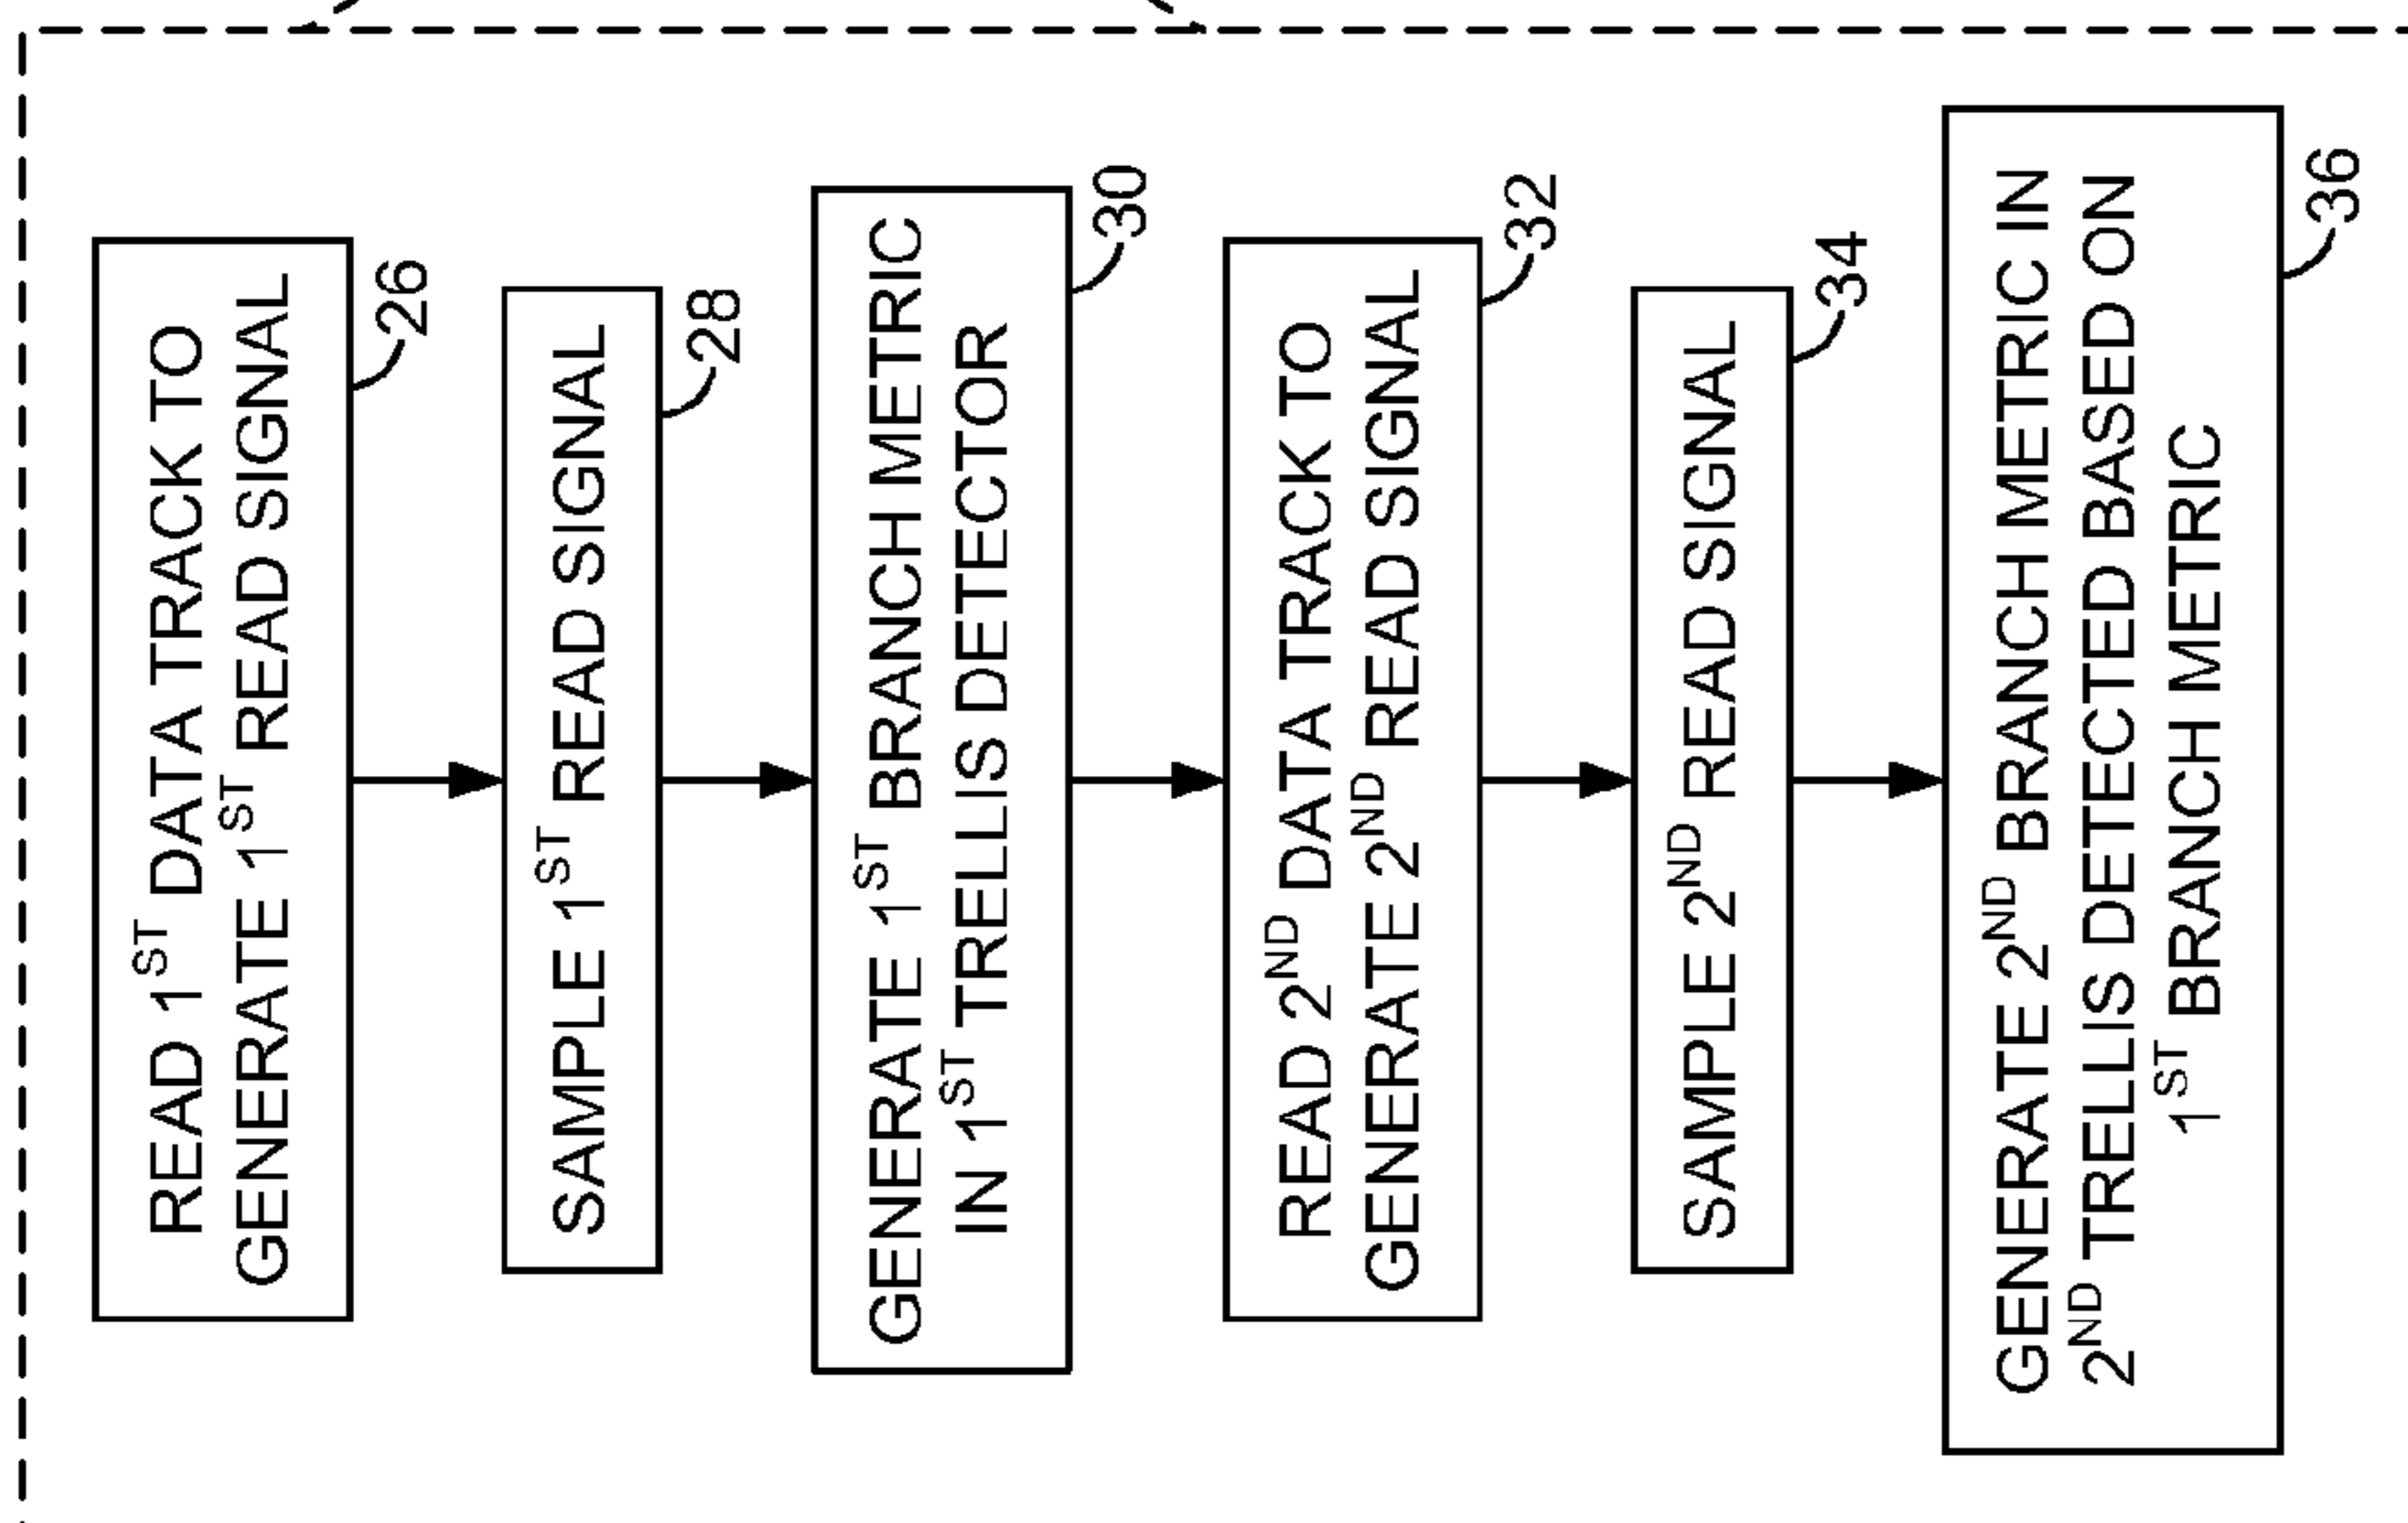 READ 1ST DATA TRACK TO
GENERATE 1ST READ SIGNAL
26
SAMPLE 1ST READ SIGNAL
28
GENERATE 1ST BRANCH METRIC
IN 1ST TRELLIS DETECTOR
30
READ 2ND DATA TRACK TO
GENERATE 2ND READ SIGNAL
32
SAMPLE 2ND READ SIGNAL
34
GENERATE 2ND BRANCH METRIC IN
2ND TRELLIS DETECTED BASED ON
1ST BRANCH METRIC
36